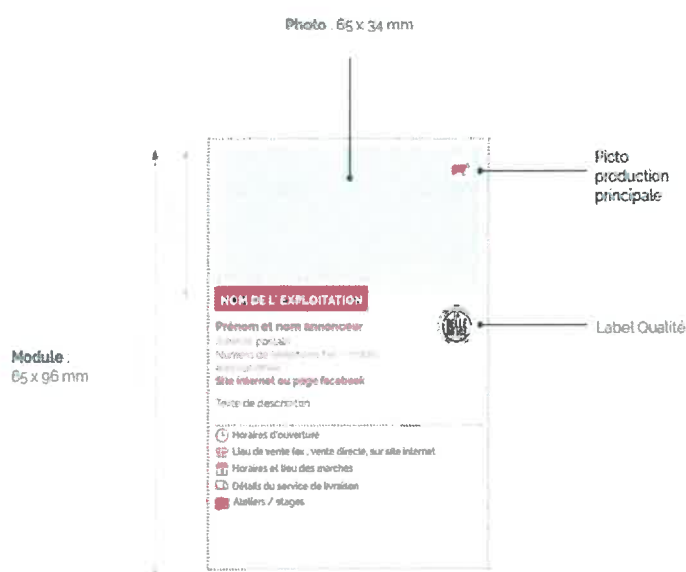 Photo : 65 x 34 mm
Picto
production
principale
NOM DE L' EXPLOITATION
BELLE
Prénom et nom annonceur
postale
Label Qualité
Site internet ou page facebook
Module :
65 x 96 mm
Texte de description
Horaires d'ouverture
Lieu de vente (ex : vente directe, sur site internet
Horaires et lieu des marchés
Détails du service de livraison
Ateliers / stages